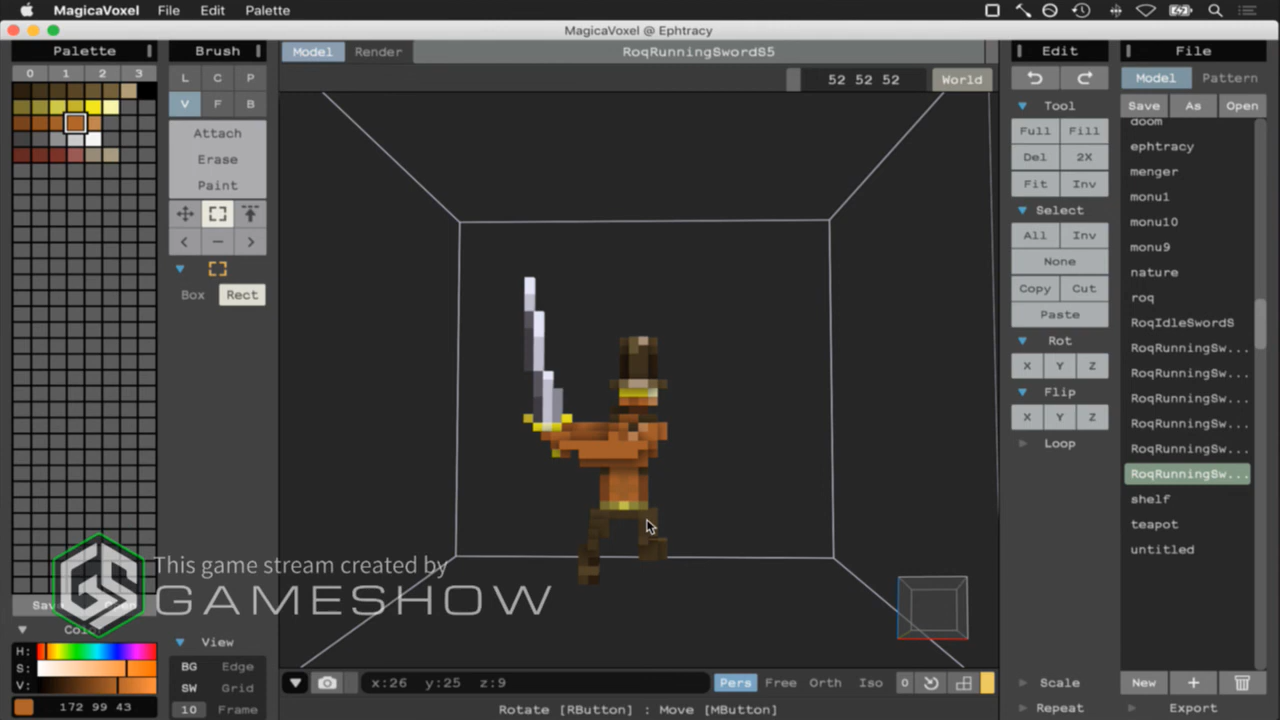 MagicaVoxel File Edit Palette
MagicaVoxel @ Ephtracy
Palette
0 1 2 3
Brush
L C P
V F B
Attach
Erase
Paint
< – >
Box Rect
Model Render RoqRunningSwordS5
52 52 52 World
Edit
Tool
Full Fill
Del 2X
Fit Inv
Select
All Inv
None
Copy Cut
Paste
Rot
X Y Z
Flip
X Y Z
Loop
Scale
Repeat
File
Model Pattern
Save As Open
doom
ephtracy
menger
monu1
monu10
monu9
nature
roq
RoqIdleSwordS
RoqRunningSw...
RoqRunningSw...
RoqRunningSw...
RoqRunningSw...
RoqRunningSw...
RoqRunningSw...
shelf
teapot
untitled
New +
Export
This game stream created by
GAMESHOW
GS
H:
S:
V:
172 99 43
View
BG Edge
SW Grid
10 Frame
x:26 y:25 z:9
Pers Free Orth Iso 0
Rotate [RButton] : Move [MButton]